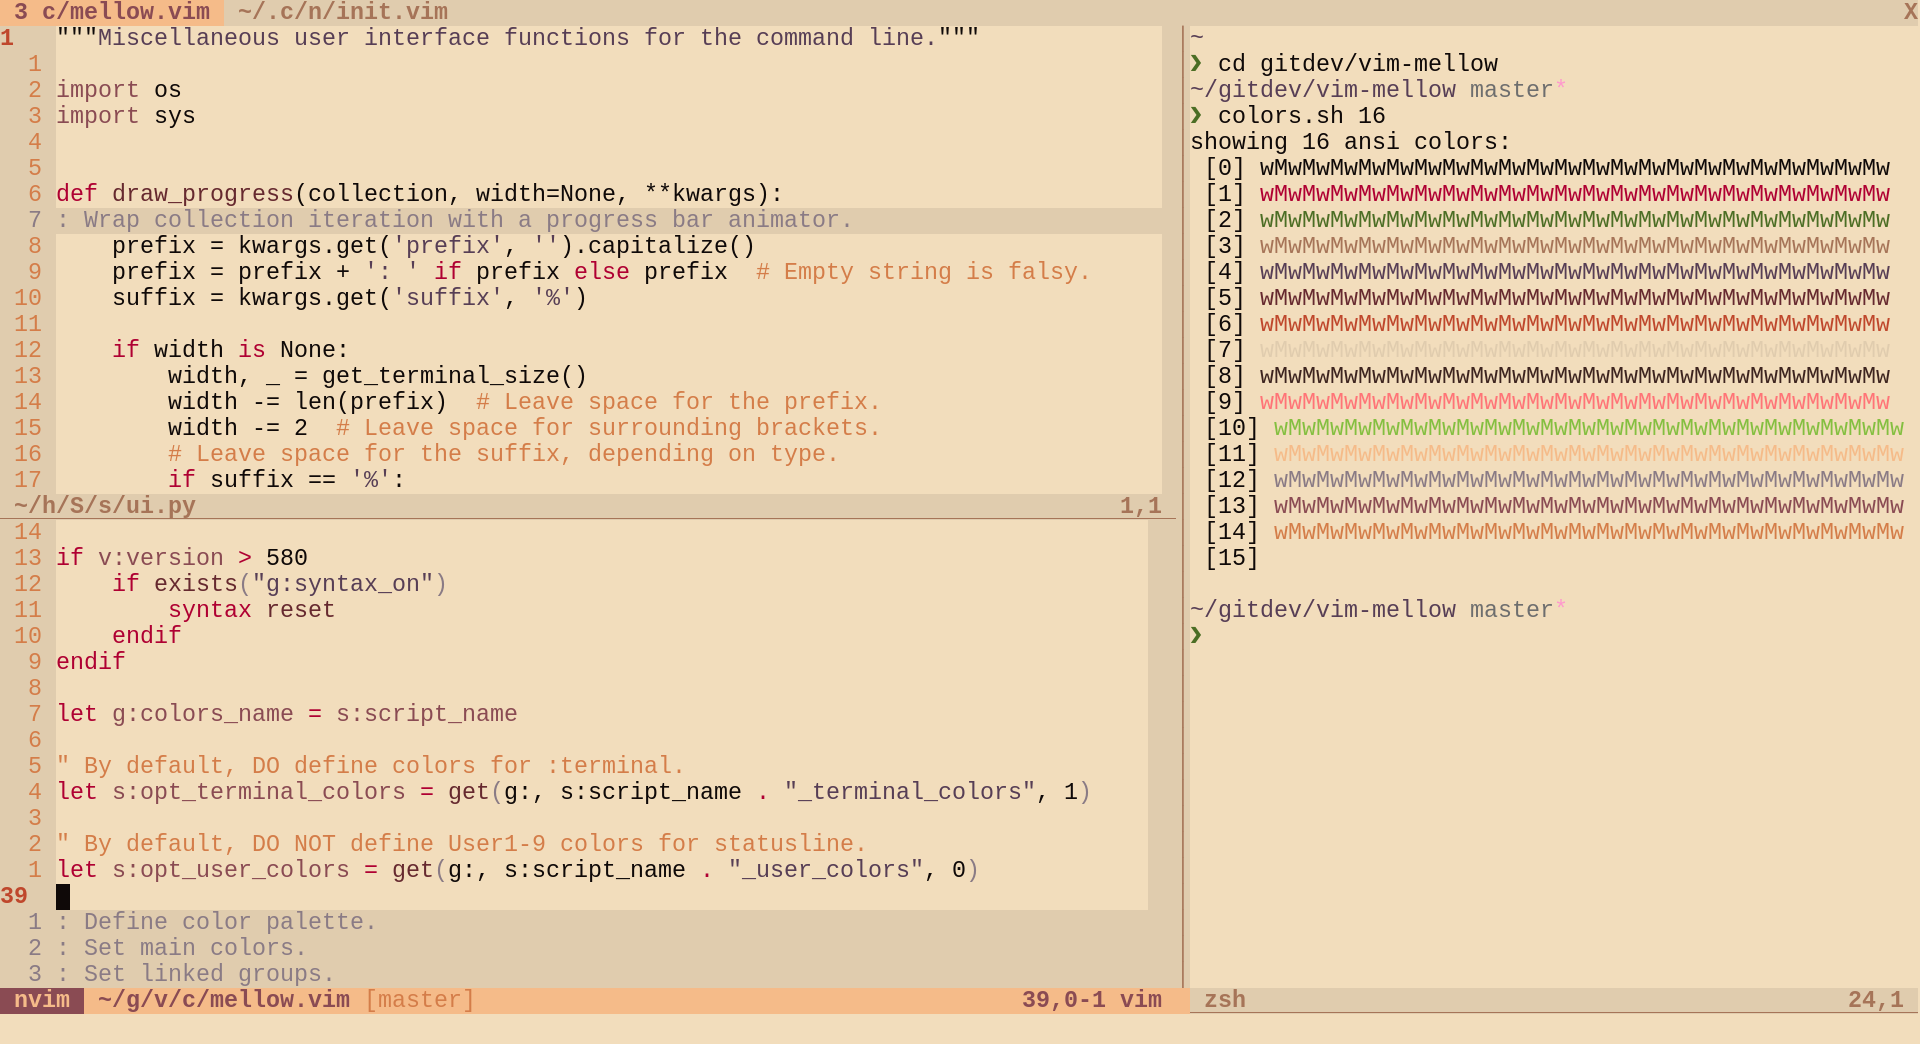 3 c/mellow.vim  ~/.c/n/init.vim X
1   """Miscellaneous user interface functions for the command line."""
  1
  2 import os
  3 import sys
  4
  5
  6 def draw_progress(collection, width=None, **kwargs):
  7 : Wrap collection iteration with a progress bar animator.
  8     prefix = kwargs.get('prefix', '').capitalize()
  9     prefix = prefix + ': ' if prefix else prefix  # Empty string is falsy.
 10     suffix = kwargs.get('suffix', '%')
 11
 12     if width is None:
 13         width, _ = get_terminal_size()
 14         width -= len(prefix)  # Leave space for the prefix.
 15         width -= 2  # Leave space for surrounding brackets.
 16         # Leave space for the suffix, depending on type.
 17         if suffix == '%':
~/h/S/s/ui.py 1,1
 14
 13 if v:version > 580
 12     if exists("g:syntax_on")
 11         syntax reset
 10     endif
  9 endif
  8
  7 let g:colors_name = s:script_name
  6
  5 " By default, DO define colors for :terminal.
  4 let s:opt_terminal_colors = get(g:, s:script_name . "_terminal_colors", 1)
  3
  2 " By default, DO NOT define User1-9 colors for statusline.
  1 let s:opt_user_colors = get(g:, s:script_name . "_user_colors", 0)
39
  1 : Define color palette.
  2 : Set main colors.
  3 : Set linked groups.
nvim ~/g/v/c/mellow.vim [master] 39,0-1 vim
~
❯ cd gitdev/vim-mellow
~/gitdev/vim-mellow master*
❯ colors.sh 16
showing 16 ansi colors:
[0] wMwMwMwMwMwMwMwMwMwMwMwMwMwMwMwMwMwMwMwMwMwMw
[1] wMwMwMwMwMwMwMwMwMwMwMwMwMwMwMwMwMwMwMwMwMwMw
[2] wMwMwMwMwMwMwMwMwMwMwMwMwMwMwMwMwMwMwMwMwMwMw
[3] wMwMwMwMwMwMwMwMwMwMwMwMwMwMwMwMwMwMwMwMwMwMw
[4] wMwMwMwMwMwMwMwMwMwMwMwMwMwMwMwMwMwMwMwMwMwMw
[5] wMwMwMwMwMwMwMwMwMwMwMwMwMwMwMwMwMwMwMwMwMwMw
[6] wMwMwMwMwMwMwMwMwMwMwMwMwMwMwMwMwMwMwMwMwMwMw
[7] wMwMwMwMwMwMwMwMwMwMwMwMwMwMwMwMwMwMwMwMwMwMw
[8] wMwMwMwMwMwMwMwMwMwMwMwMwMwMwMwMwMwMwMwMwMwMw
[9] wMwMwMwMwMwMwMwMwMwMwMwMwMwMwMwMwMwMwMwMwMwMw
[10] wMwMwMwMwMwMwMwMwMwMwMwMwMwMwMwMwMwMwMwMwMwMw
[11] wMwMwMwMwMwMwMwMwMwMwMwMwMwMwMwMwMwMwMwMwMwMw
[12] wMwMwMwMwMwMwMwMwMwMwMwMwMwMwMwMwMwMwMwMwMwMw
[13] wMwMwMwMwMwMwMwMwMwMwMwMwMwMwMwMwMwMwMwMwMwMw
[14] wMwMwMwMwMwMwMwMwMwMwMwMwMwMwMwMwMwMwMwMwMwMw
[15]
~/gitdev/vim-mellow master*
❯
zsh 24,1